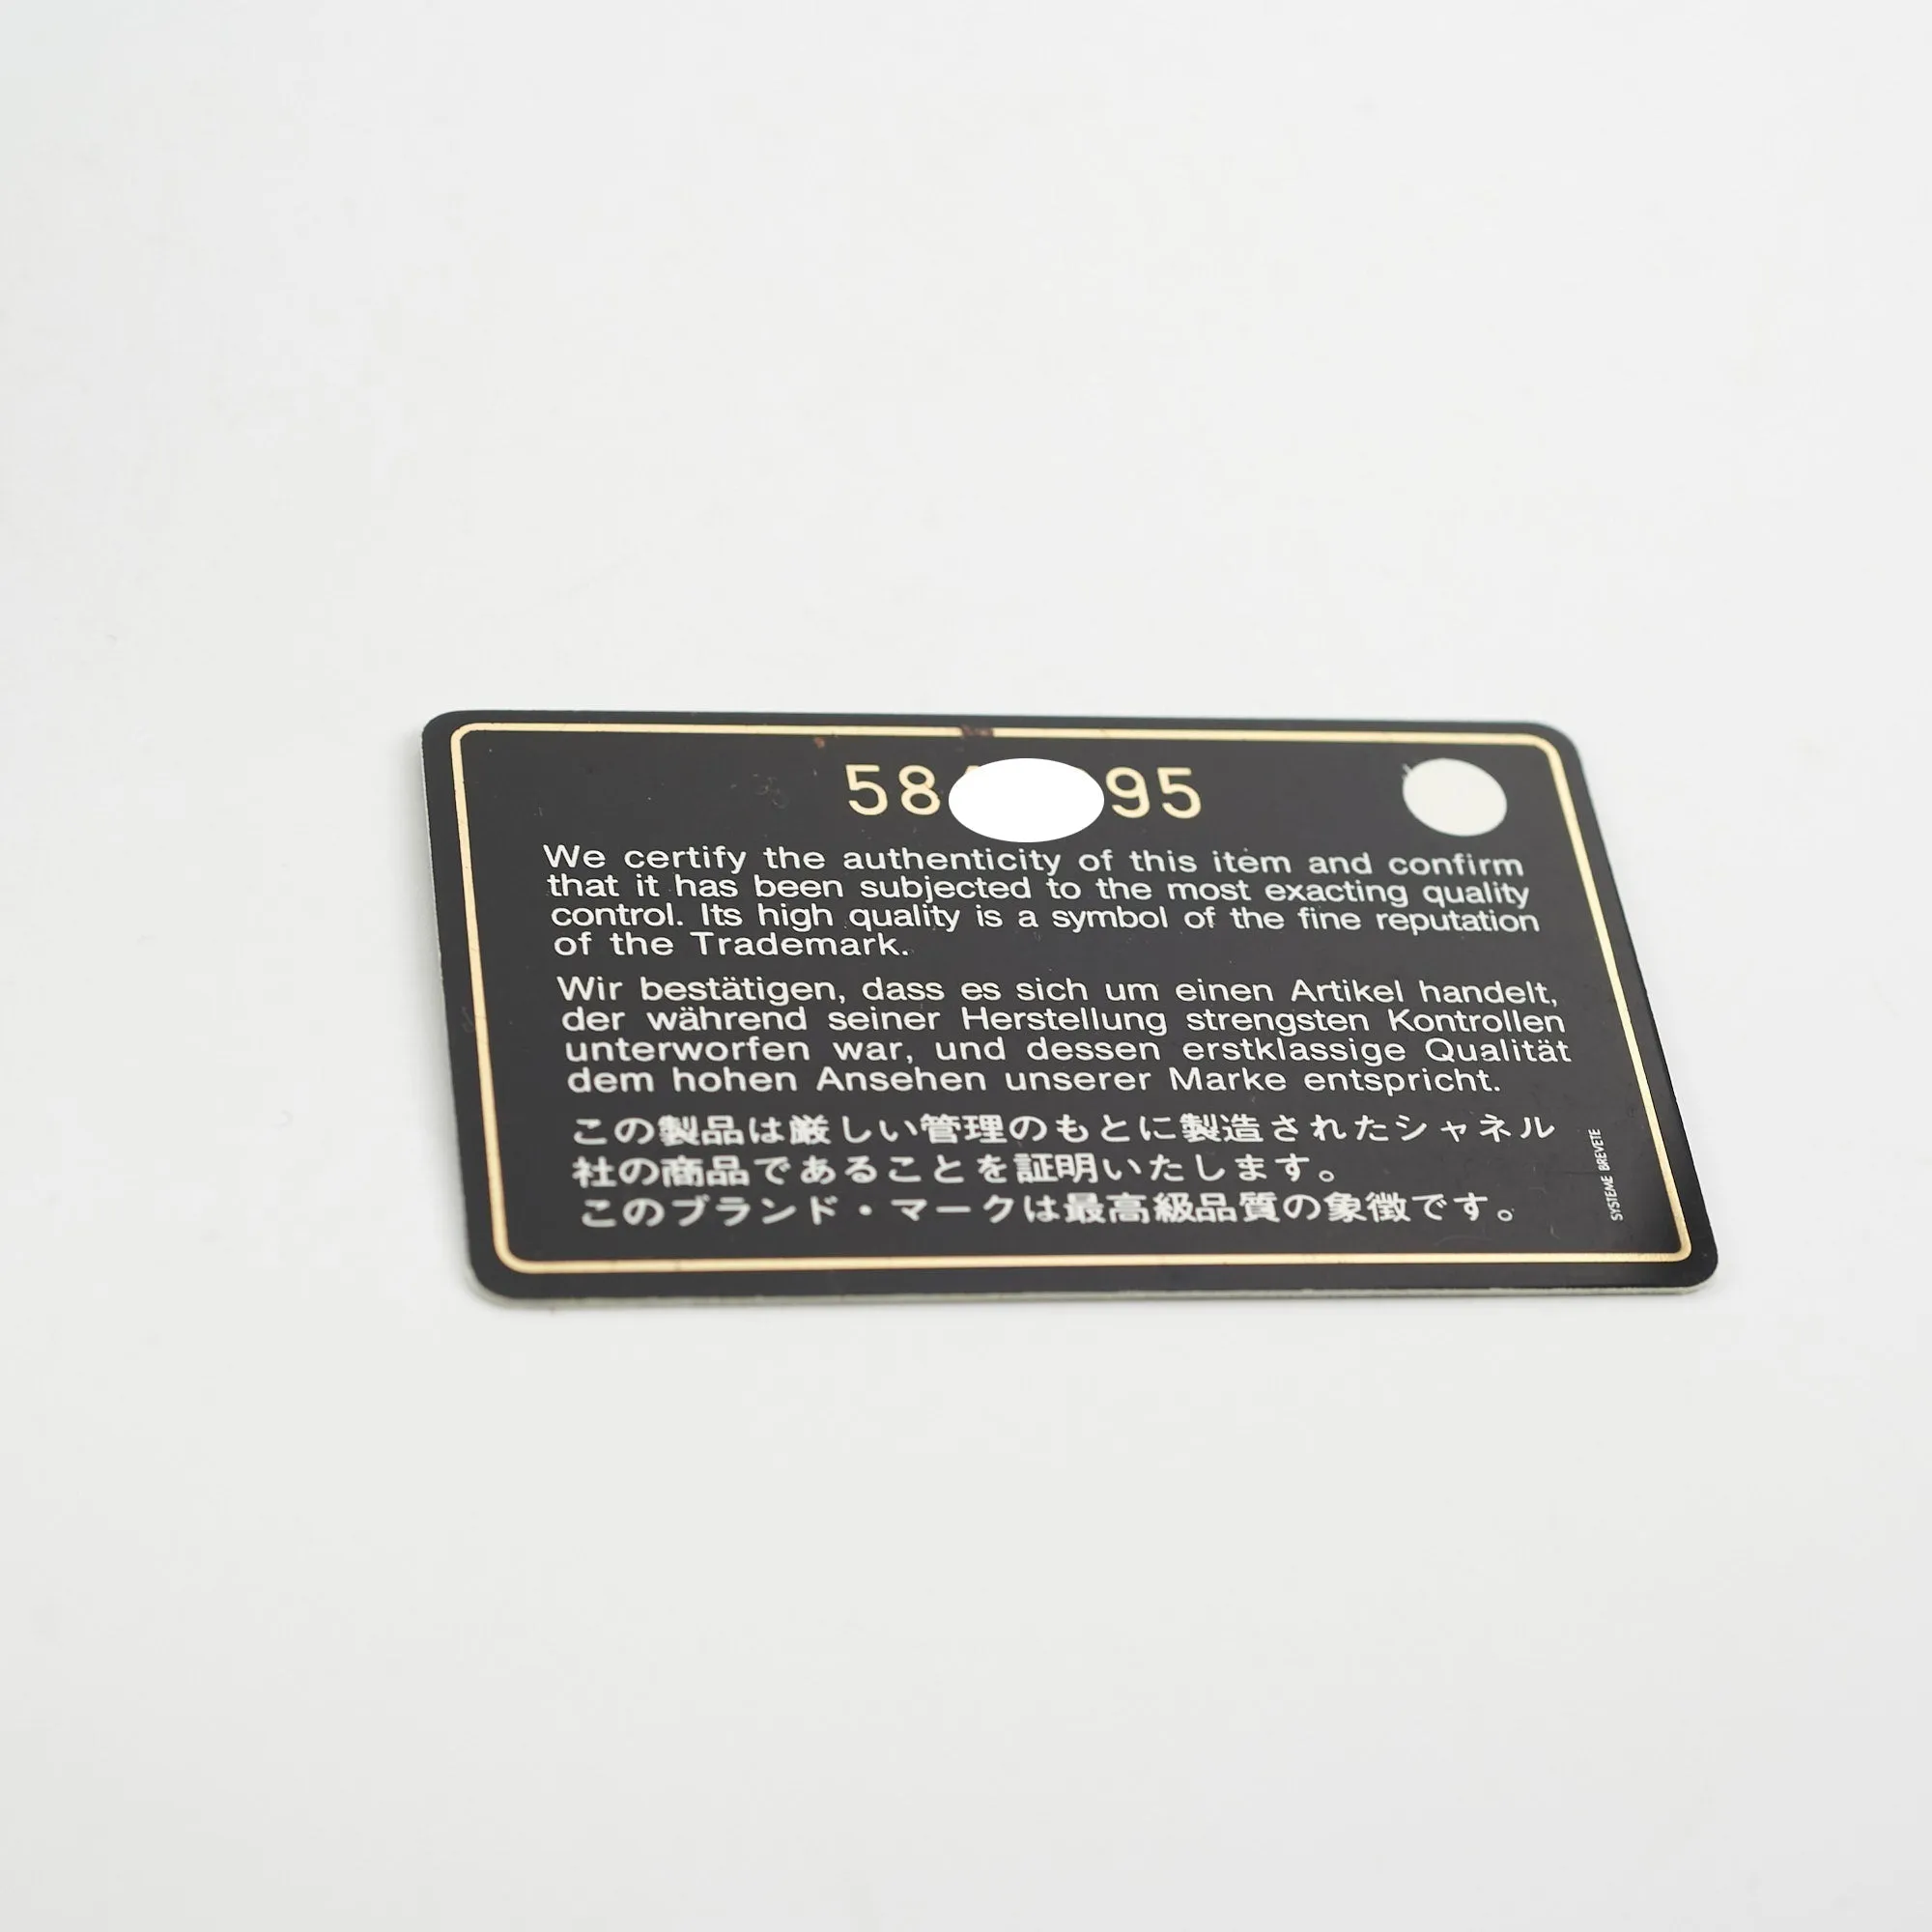 58 95
We certify the authenticity of this item and confirm
that it has been subjected to the most exacting quality
control. Its high quality is a symbol of the fine reputation
of the Trademark.
Wir bestätigen, dass es sich um einen Artikel handelt,
der während seiner Herstellung strengsten Kontrollen
unterworfen war, und dessen erstklassige Qualität
dem hohen Ansehen unserer Marke entspricht.
この製品は厳しい管理のもとに製造されたシャネル
社の商品であることを証明いたします。
このブランド・マークは最高級品質の象徴です。
SYSTEME BREVETE